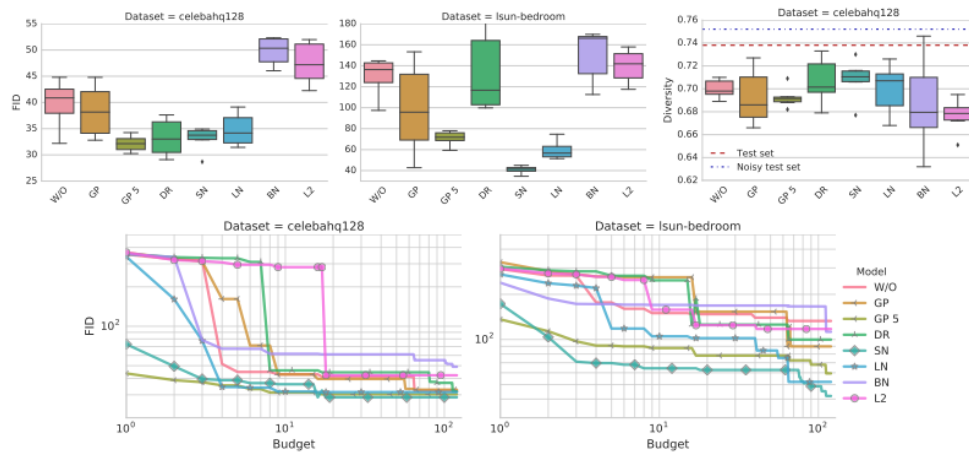 Dataset = celebahq128
55
50
45
40
35
30
25
FID
W/O GP GP 5 DR SN LN BN L2
Dataset = lsun-bedroom
180
160
140
120
100
80
60
40
W/O GP GP 5 DR SN LN BN L2
Dataset = celebahq128
0.76
0.74
0.72
0.70
0.68
0.66
0.64
0.62
Diversity
Test set
Noisy test set
W/O GP GP 5 DR SN LN BN L2
Dataset = celebahq128
FID
10²
10⁰ 10¹ 10²
Budget
Dataset = lsun-bedroom
10²
10⁰ 10¹ 10²
Budget
Model
W/O
GP
GP 5
DR
SN
LN
BN
L2